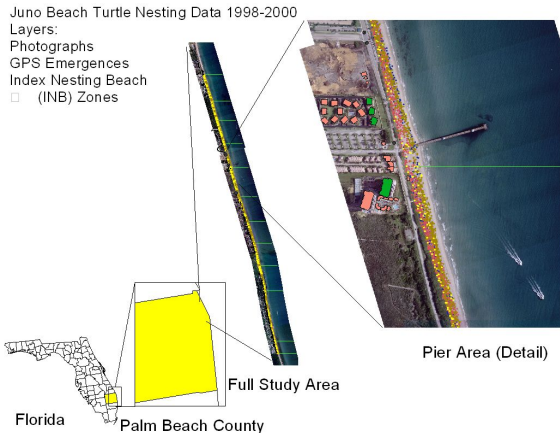 Juno Beach Turtle Nesting Data 1998-2000
Layers:
Photographs
GPS Emergences
Index Nesting Beach
(INB) Zones
Pier Area (Detail)
Full Study Area
Florida
Palm Beach County